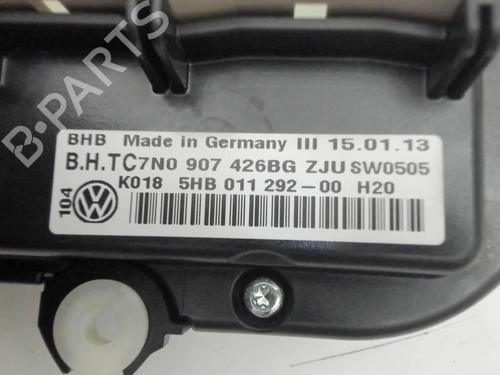 BHB Made in Germany III 15.01.13
B.H.TC7N0 907 426BG ZJU SW0505
K018 5HB 011 292-00 H20
104
B-PARTS